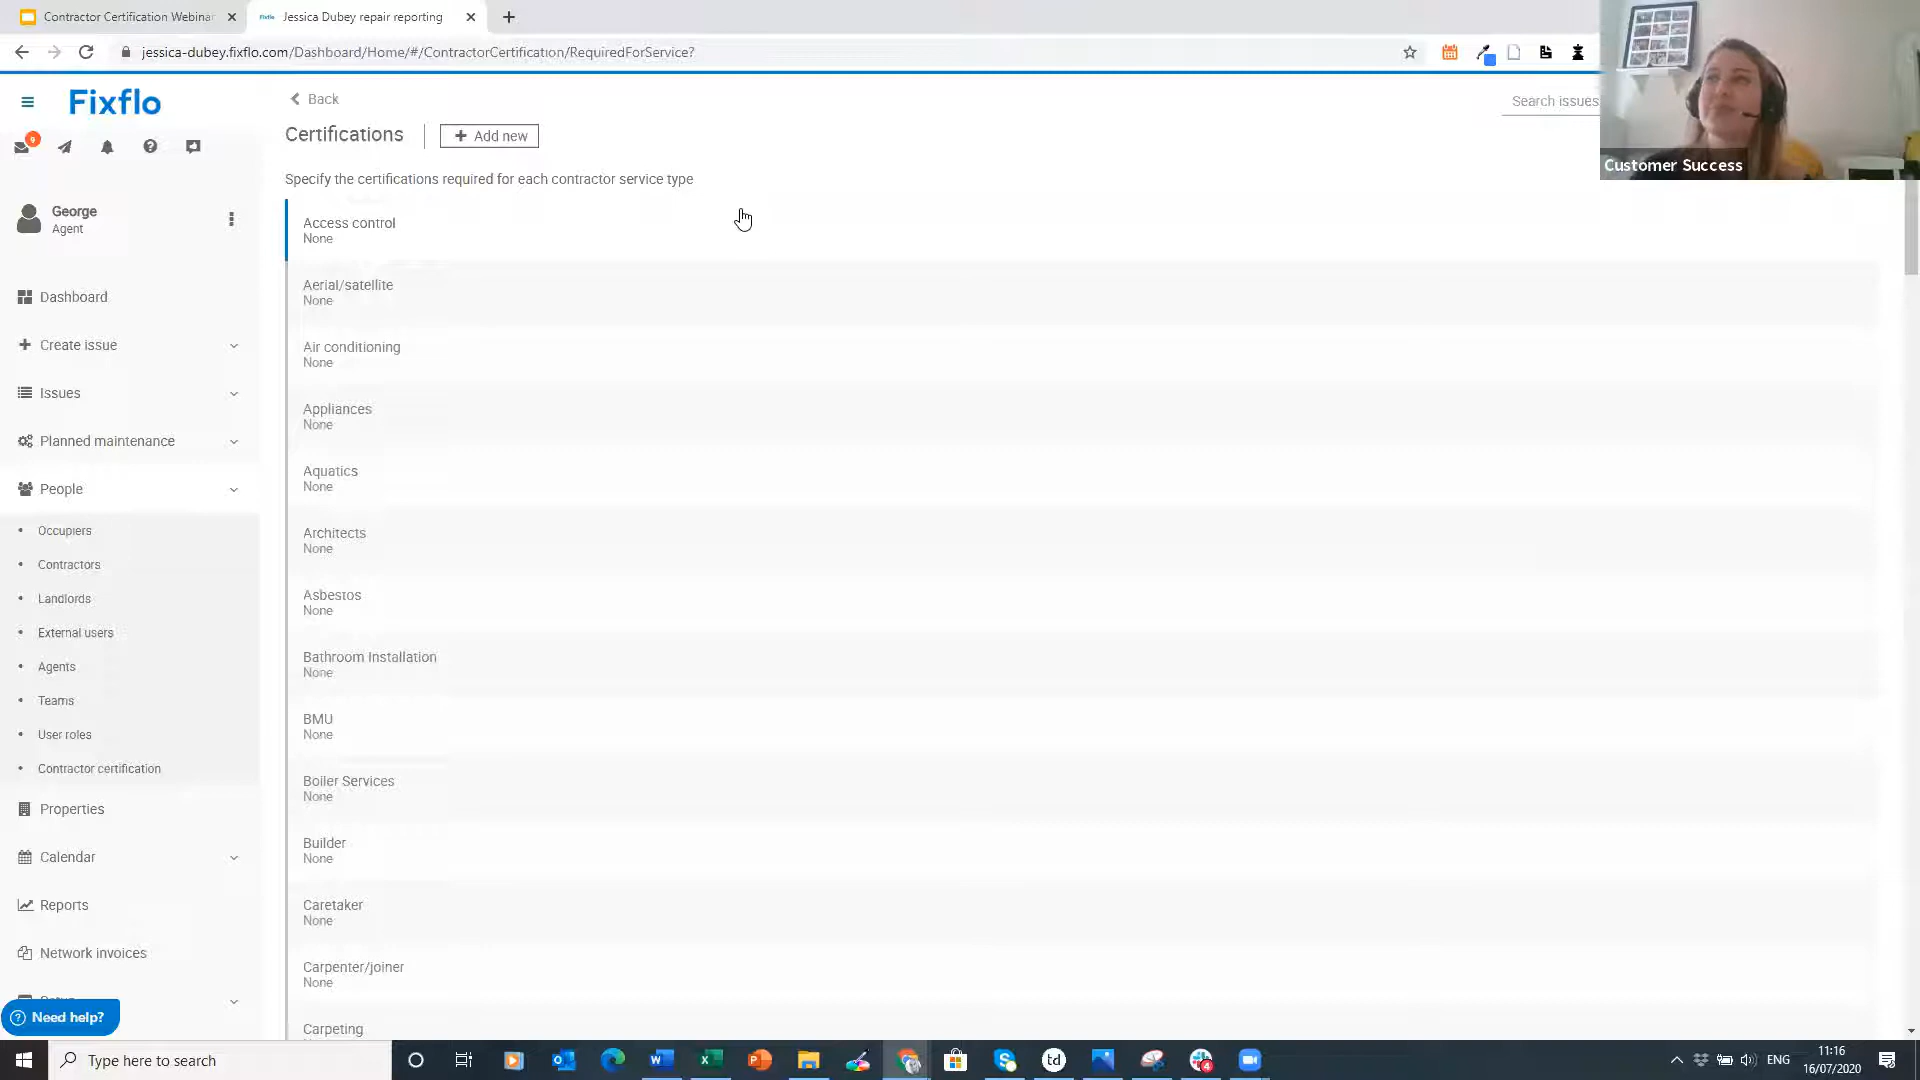 Contractor Certification Webina
Fixflo Jessica Dubey repair reporting
jessica-dubey.fixflo.com/Dashboard/Home/#/ContractorCertification/RequiredForService?
Fixflo
9
George
Agent
Dashboard
Create issue
Issues
Planned maintenance
People
Occupiers
Contractors
Landlords
External users
Agents
Teams
User roles
Contractor certification
Properties
Calendar
Reports
Network invoices
Need help?
Back
Search issues
Certifications
Add new
Specify the certifications required for each contractor service type
Access control
None
Aerial/satellite
None
Air conditioning
None
Appliances
None
Aquatics
None
Architects
None
Asbestos
None
Bathroom Installation
None
BMU
None
Boiler Services
None
Builder
None
Caretaker
None
Carpenter/joiner
None
Carpeting
Customer Success
Type here to search
td
4
ENG
11:16
16/07/2020